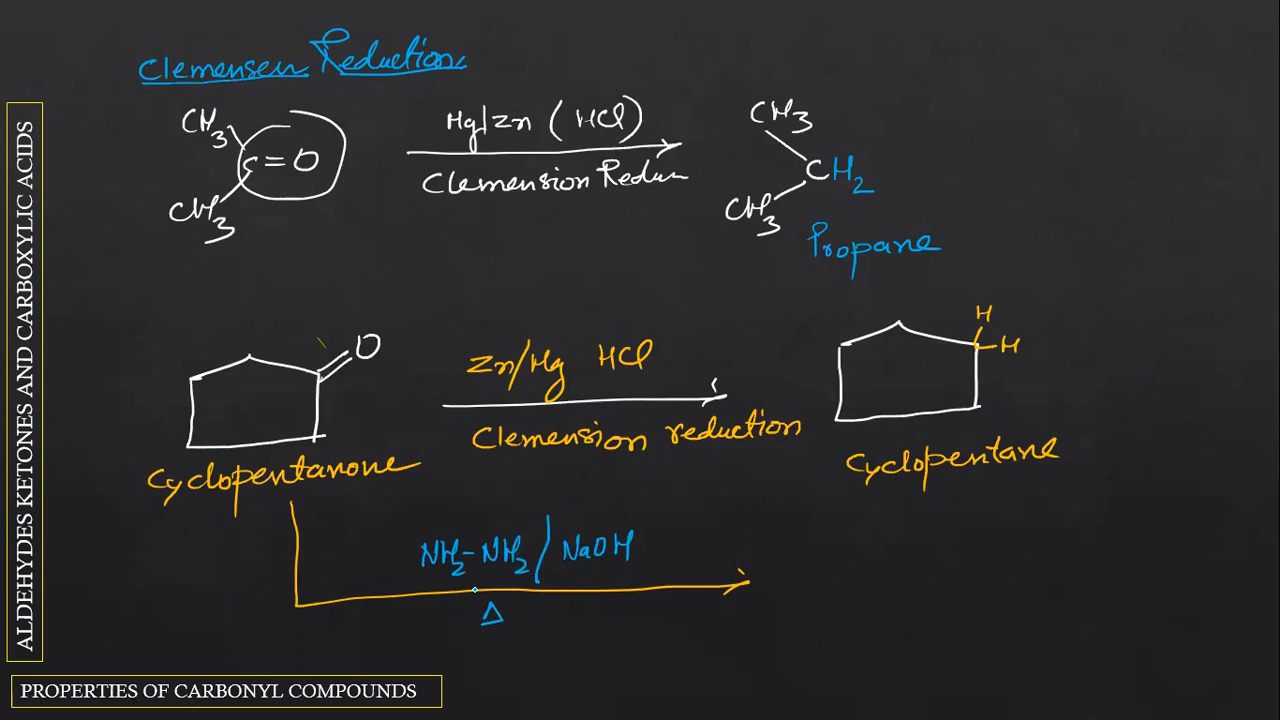 Clemensen Reduction
CH3
C=O
CH3
Hg/Zn (HCl)
Clemension Redun
CH3
CH2
CH3
Propane
O
Zn/Hg HCl
Clemension reduction
H
H
Cyclopentanone
Cyclopentane
NH2-NH2/NaOH
Δ
ALDEHYDES KETONES AND CARBOXYLIC ACIDS
PROPERTIES OF CARBONYL COMPOUNDS